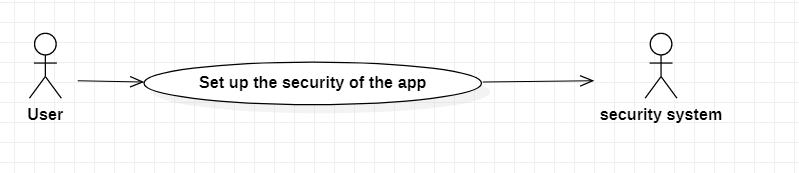 Set up the security of the app
User
security system